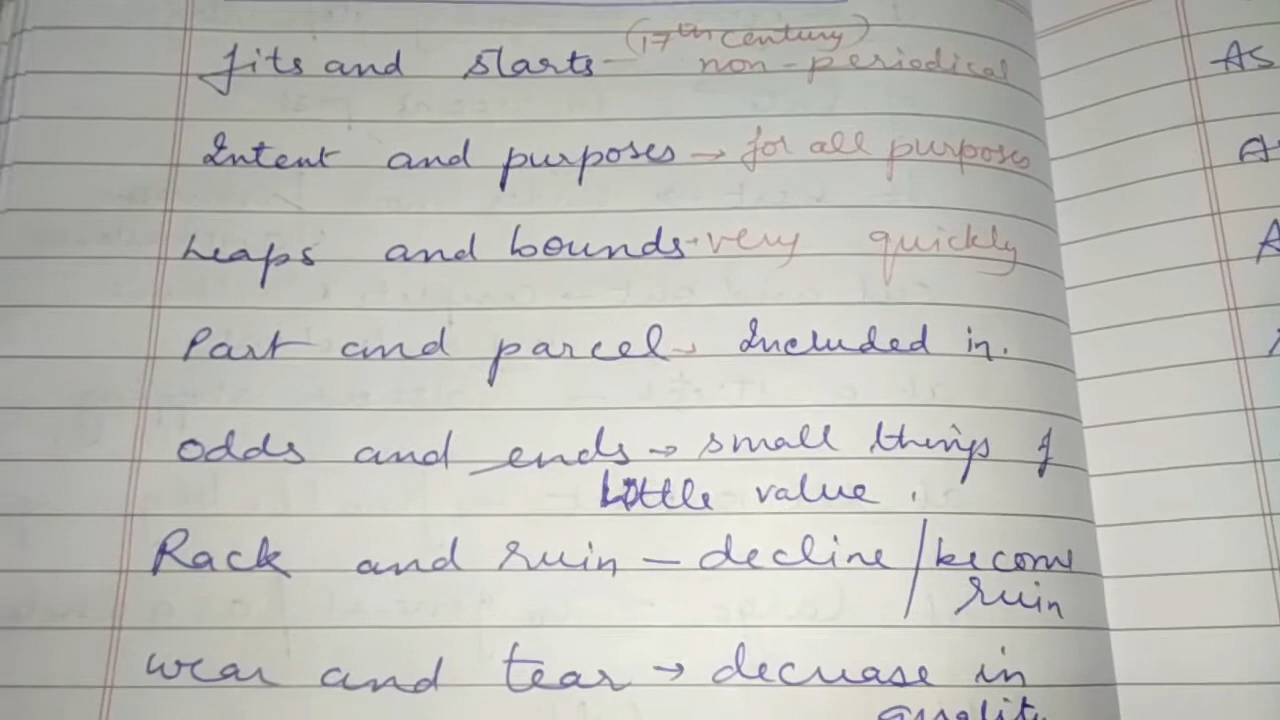 (17th century)
fits and starts - non-periodical
Intent and purposes → for all purposes
Leaps and bounds - very quickly
Part and parcel → Included in.
odds and ends → small things of
little value.
Rack and ruin – decline / become
ruin
wear and tear → decrease in
quality
As
A
A